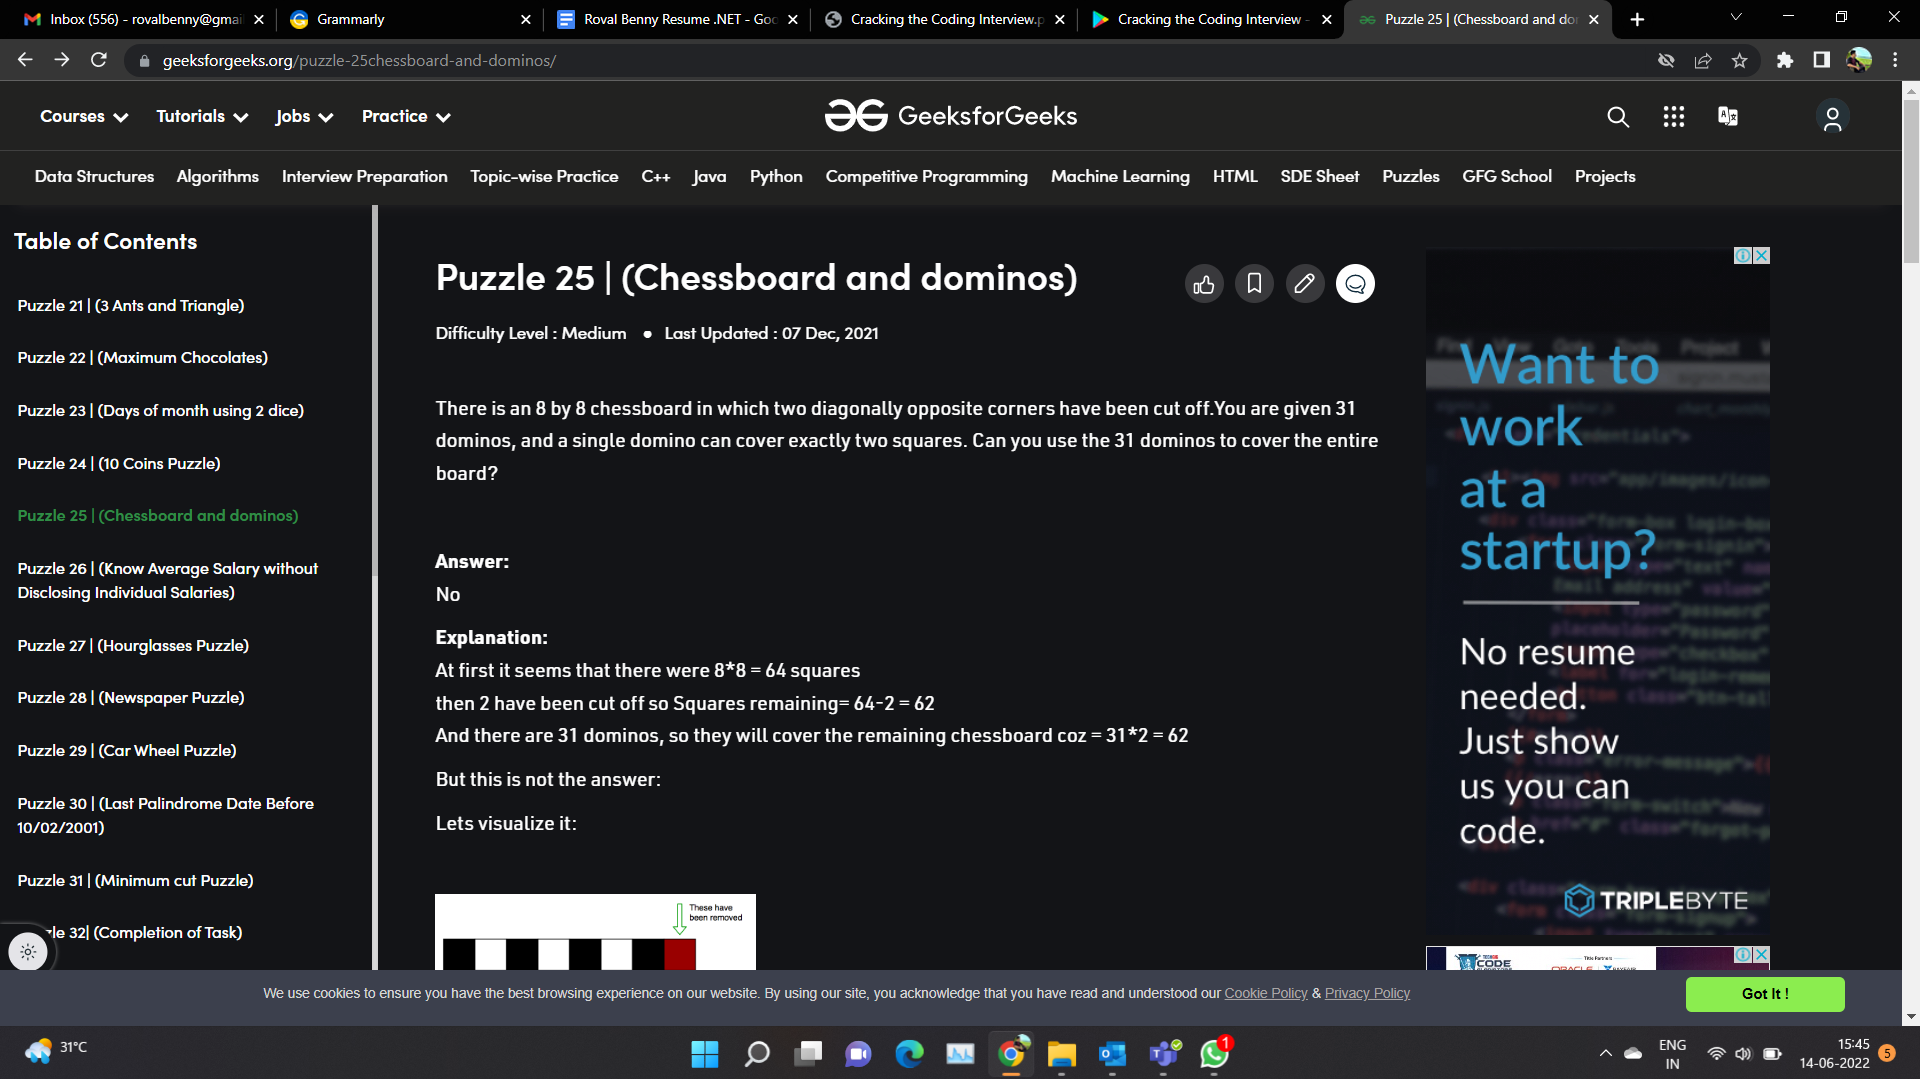 Inbox (556) - rovalbenny@gmai
Grammarly
Roval Benny Resume .NET - Goo
Cracking the Coding Interview.p
Cracking the Coding Interview -
Puzzle 25 | (Chessboard and do
geeksforgeeks.org/puzzle-25chessboard-and-dominos/
Courses
Tutorials
Jobs
Practice
GeeksforGeeks
Data Structures
Algorithms
Interview Preparation
Topic-wise Practice
C++
Java
Python
Competitive Programming
Machine Learning
HTML
SDE Sheet
Puzzles
GFG School
Projects
Table of Contents
Puzzle 21 | (3 Ants and Triangle)
Puzzle 22 | (Maximum Chocolates)
Puzzle 23 | (Days of month using 2 dice)
Puzzle 24 | (10 Coins Puzzle)
Puzzle 25 | (Chessboard and dominos)
Puzzle 26 | (Know Average Salary without
Disclosing Individual Salaries)
Puzzle 27 | (Hourglasses Puzzle)
Puzzle 28 | (Newspaper Puzzle)
Puzzle 29 | (Car Wheel Puzzle)
Puzzle 30 | (Last Palindrome Date Before
10/02/2001)
Puzzle 31 | (Minimum cut Puzzle)
zle 32| (Completion of Task)
Puzzle 25 | (Chessboard and dominos)
Difficulty Level : Medium ● Last Updated : 07 Dec, 2021
There is an 8 by 8 chessboard in which two diagonally opposite corners have been cut off.You are given 31
dominos, and a single domino can cover exactly two squares. Can you use the 31 dominos to cover the entire
board?
Answer:
No
Explanation:
At first it seems that there were 8*8 = 64 squares
then 2 have been cut off so Squares remaining= 64-2 = 62
And there are 31 dominos, so they will cover the remaining chessboard coz = 31*2 = 62
But this is not the answer:
Lets visualize it:
These have
been removed
Want to
work
at a
startup?
No resume
needed.
Just show
us you can
code.
TRIPLEBYTE
CODE
ORACLE
We use cookies to ensure you have the best browsing experience on our website. By using our site, you acknowledge that you have read and understood our Cookie Policy & Privacy Policy
Got It !
31°C
1
ENG
IN
15:45
14-06-2022
5